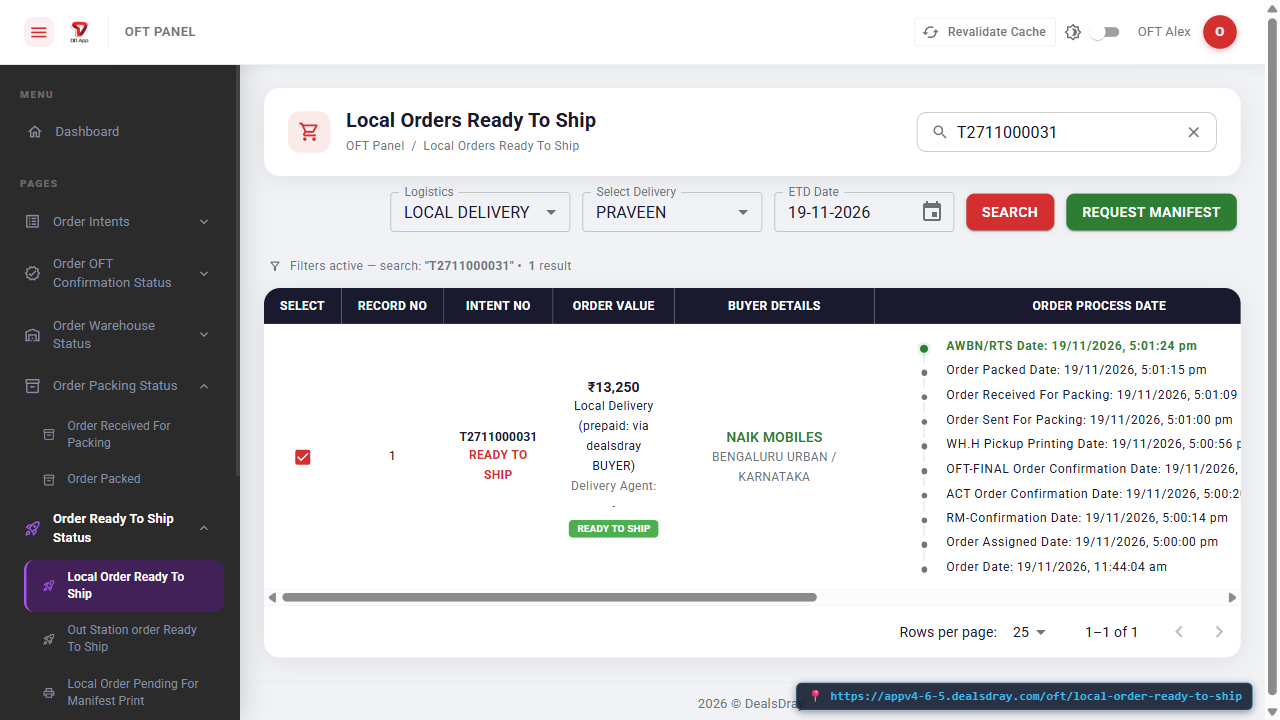 OFT PANEL
Revalidate Cache
OFT Alex
O
DD App
MENU
Dashboard
PAGES
Order Intents
Order OFT
Confirmation Status
Order Warehouse
Status
Order Packing Status
Order Received For
Packing
Order Packed
Order Ready To Ship
Status
Local Order Ready To
Ship
Out Station order Ready
To Ship
Local Order Pending For
Manifest Print
Local Orders Ready To Ship
OFT Panel / Local Orders Ready To Ship
T2711000031
Logistics
LOCAL DELIVERY
Select Delivery
PRAVEEN
ETD Date
19-11-2026
SEARCH
REQUEST MANIFEST
Filters active — search: "T2711000031" • 1 result
SELECT RECORD NO INTENT NO ORDER VALUE BUYER DETAILS ORDER PROCESS DATE
1
T2711000031
READY TO
SHIP
₹13,250
Local Delivery
(prepaid: via
dealsdray
BUYER)
Delivery Agent:
-
READY TO SHIP
NAIK MOBILES
BENGALURU URBAN /
KARNATAKA
AWBN/RTS Date: 19/11/2026, 5:01:24 pm
Order Packed Date: 19/11/2026, 5:01:15 pm
Order Received For Packing: 19/11/2026, 5:01:09
Order Sent For Packing: 19/11/2026, 5:01:00 pm
WH.H Pickup Printing Date: 19/11/2026, 5:00:56 p
OFT-FINAL Order Confirmation Date: 19/11/2026,
ACT Order Confirmation Date: 19/11/2026, 5:00:2
RM-Confirmation Date: 19/11/2026, 5:00:14 pm
Order Assigned Date: 19/11/2026, 5:00:00 pm
Order Date: 19/11/2026, 11:44:04 am
Rows per page: 25 1–1 of 1
2026 © DealsDray
https://appv4-6-5.dealsdray.com/oft/local-order-ready-to-ship